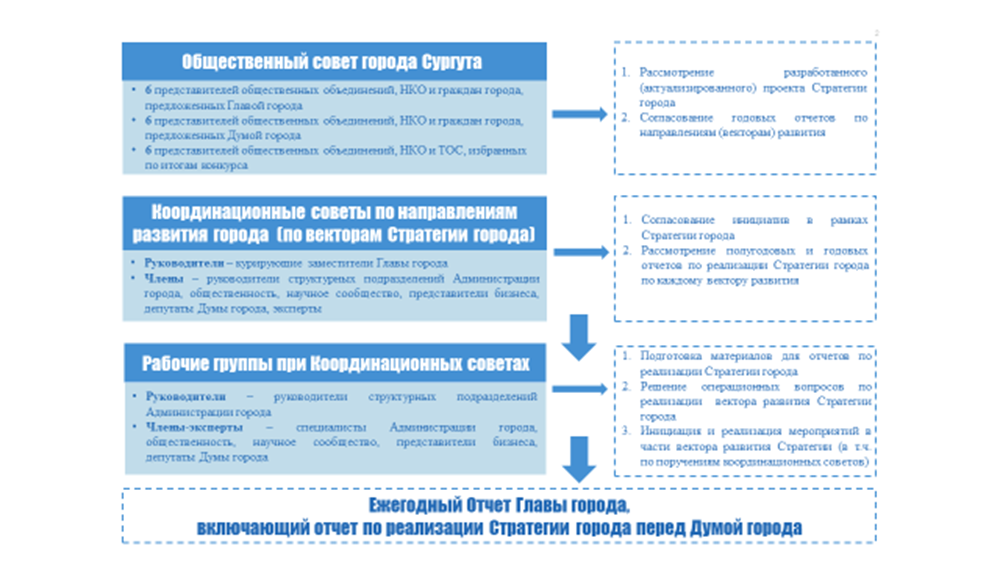 2
Общественный совет города Сургута
• 6 представителей общественных объединений, НКО и граждан города,
предложенных Главой города
• 6 представителей общественных объединений, НКО и граждан города,
предложенных Думой города
• 6 представителей общественных объединений, НКО и ТОС, избранных
по итогам конкурса
1. Рассмотрение разработанного
(актуализированного) проекта Стратегии
города
2. Согласование годовых отчетов по
направлениям (векторам) развития
Координационные советы по направлениям
развития города (по векторам Стратегии города)
• Руководители – курирующие заместители Главы города
• Члены – руководители структурных подразделений Администрации
города, общественность, научное сообщество, представители бизнеса,
депутаты Думы города, эксперты
1. Согласование инициатив в рамках
Стратегии города
2. Рассмотрение полугодовых и годовых
отчетов по реализации Стратегии города
по каждому вектору развития
Рабочие группы при Координационных советах
• Руководители – руководители структурных подразделений
Администрации города
• Члены-эксперты – специалисты Администрации города,
общественность, научное сообщество, представители бизнеса,
депутаты Думы города
1. Подготовка материалов для отчетов по
реализации Стратегии города
2. Решение операционных вопросов по
реализации вектора развития Стратегии
города
3. Инициация и реализация мероприятий в
части вектора развития Стратегии (в т.ч.
по поручениям координационных советов)
Ежегодный Отчет Главы города,
включающий отчет по реализации Стратегии города перед Думой города